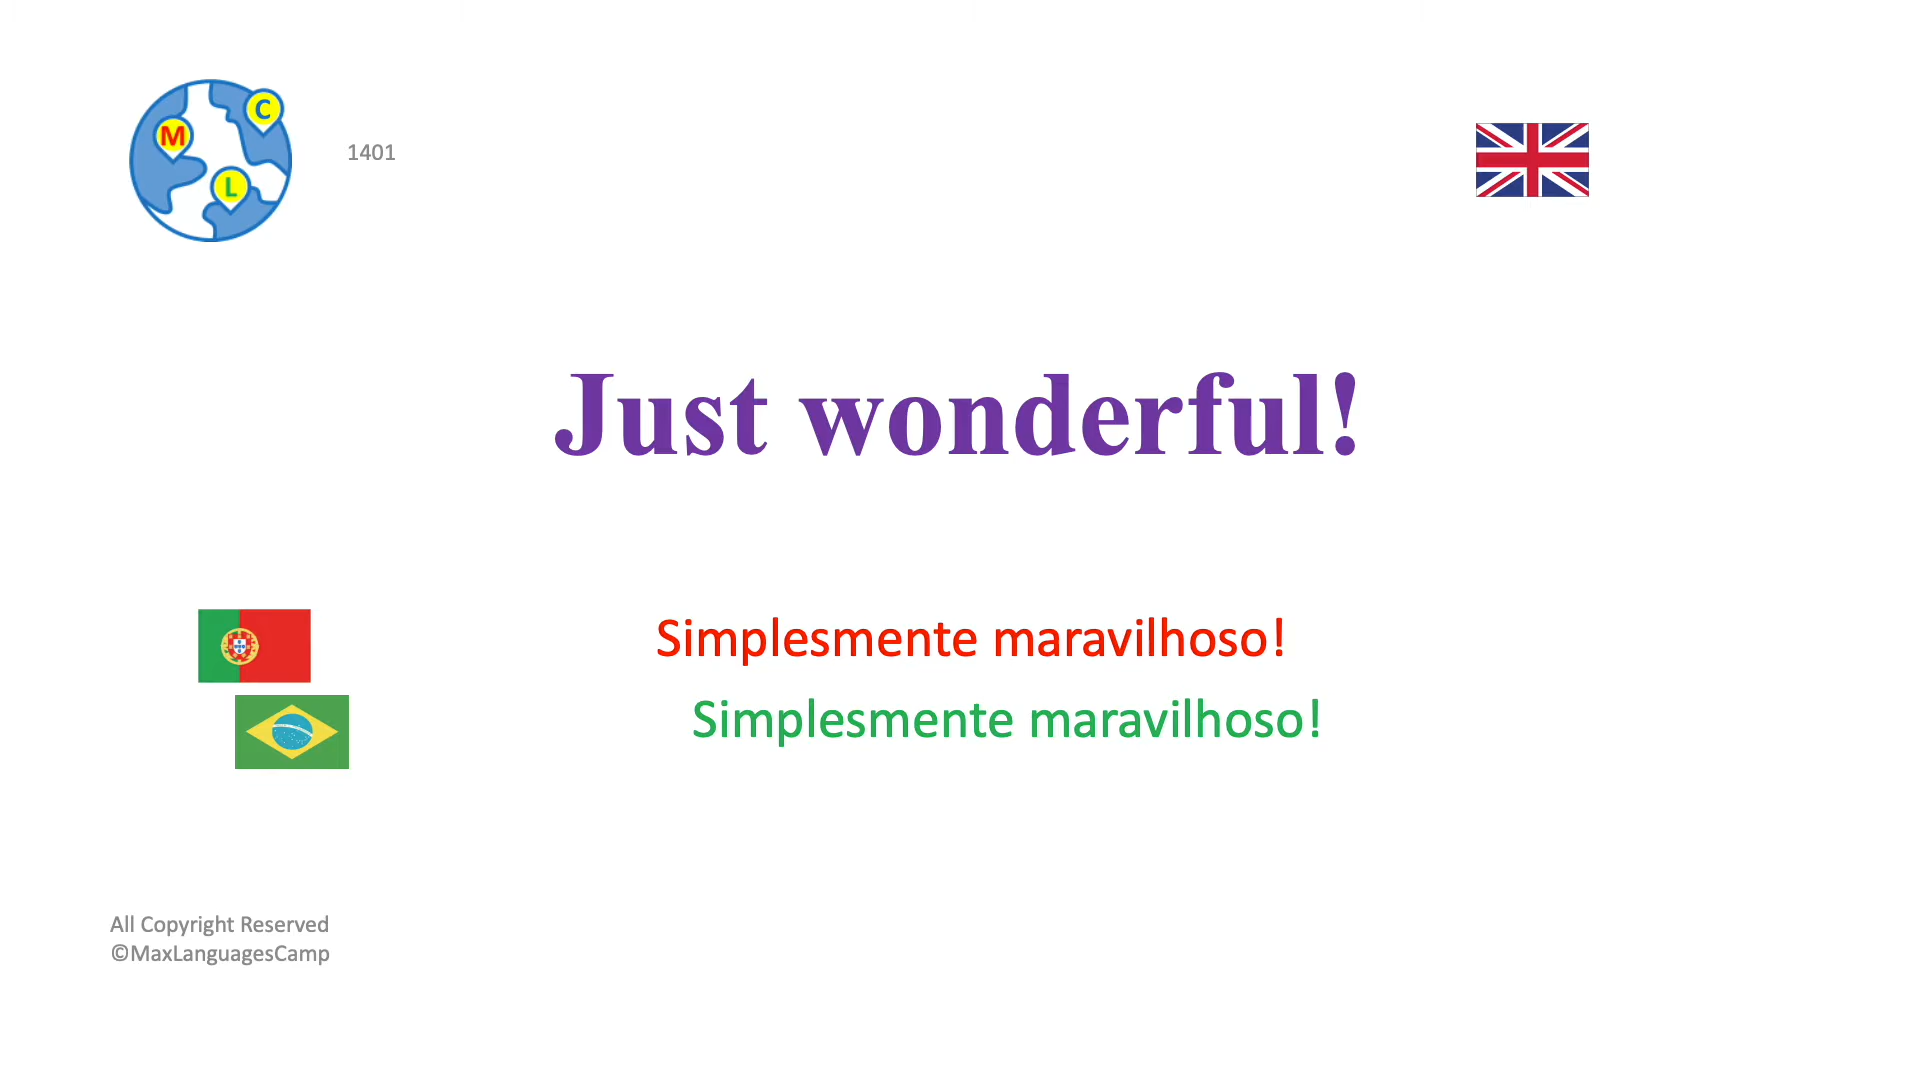 C
M
L
1401
Just wonderful!
Simplesmente maravilhoso!
Simplesmente maravilhoso!
All Copyright Reserved
©MaxLanguagesCamp